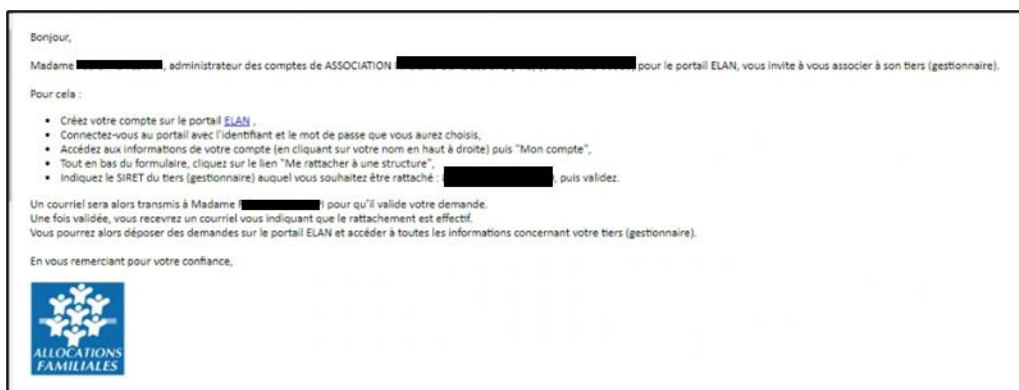 Bonjour,
Madame , administrateur des comptes de ASSOCIATION pour le portail ELAN, vous invite à vous associer à son tiers (gestionnaire).
Pour cela :
• Créez votre compte sur le portail ELAN ,
• Connectez-vous au portail avec l'identifiant et le mot de passe que vous aurez choisis,
• Accédez aux informations de votre compte (en cliquant sur votre nom en haut à droite) puis "Mon compte",
• Tout en bas du formulaire, cliquez sur le lien "Me rattacher à une structure",
• Indiquez le SIRET du tiers (gestionnaire) auquel vous souhaitez être rattaché : , puis validez.
Un courriel sera alors transmis à Madame pour qu'il valide votre demande.
Une fois validée, vous recevrez un courriel vous indiquant que le rattachement est effectif.
Vous pourrez alors déposer des demandes sur le portail ELAN et accéder à toutes les informations concernant votre tiers (gestionnaire).
En vous remerciant pour votre confiance,
ALLOCATIONS
FAMILIALES